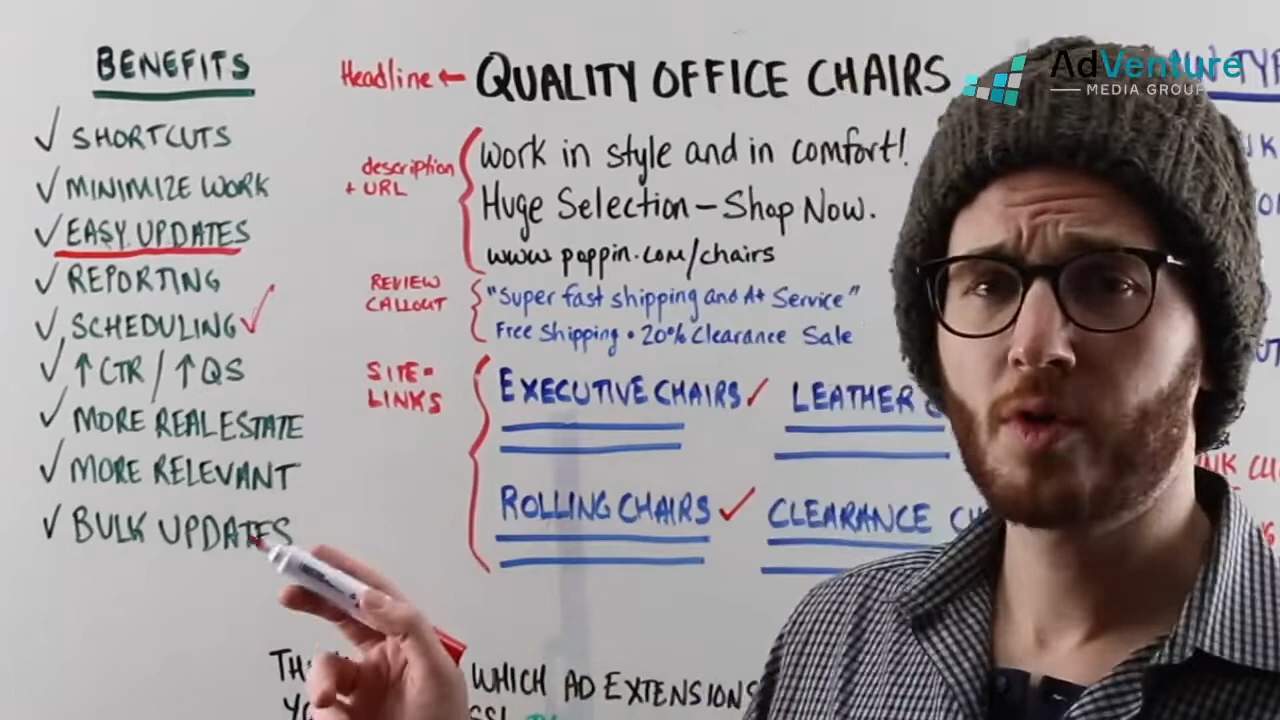 BENEFITS
✓ SHORTCUTS
✓ MINIMIZE WORK
✓ EASY UPDATES
✓ REPORTING
✓ SCHEDULING ✓
✓ ↑ CTR / ↑ QS
✓ MORE REAL ESTATE
✓ MORE RELEVANT
✓ BULK UPDATES
Headline ← QUALITY OFFICE CHAIRS
description
+ URL
Work in style and in comfort!
Huge Selection – Shop Now.
www.poppin.com/chairs
REVIEW
CALLOUT
"Super fast shipping and A+ Service"
Free Shipping • 20% Clearance Sale
SITE-
LINKS
EXECUTIVE CHAIRS ✓ LEATHER
ROLLING CHAIRS ✓ CLEARANCE
WHICH AD EXTENSIONS
AdVenture
MEDIA GROUP